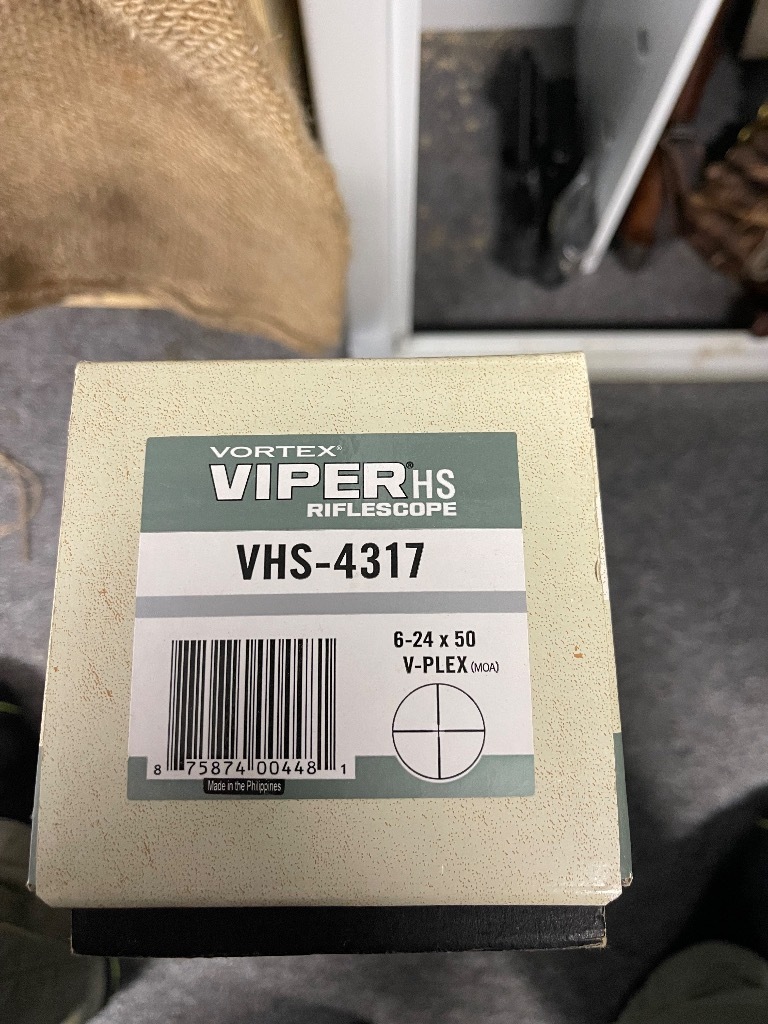 VORTEX®
VIPER® HS
RIFLESCOPE
VHS-4317
6-24 x 50
V-PLEX (MOA)
8 75874 00448 1
Made in the Philippines